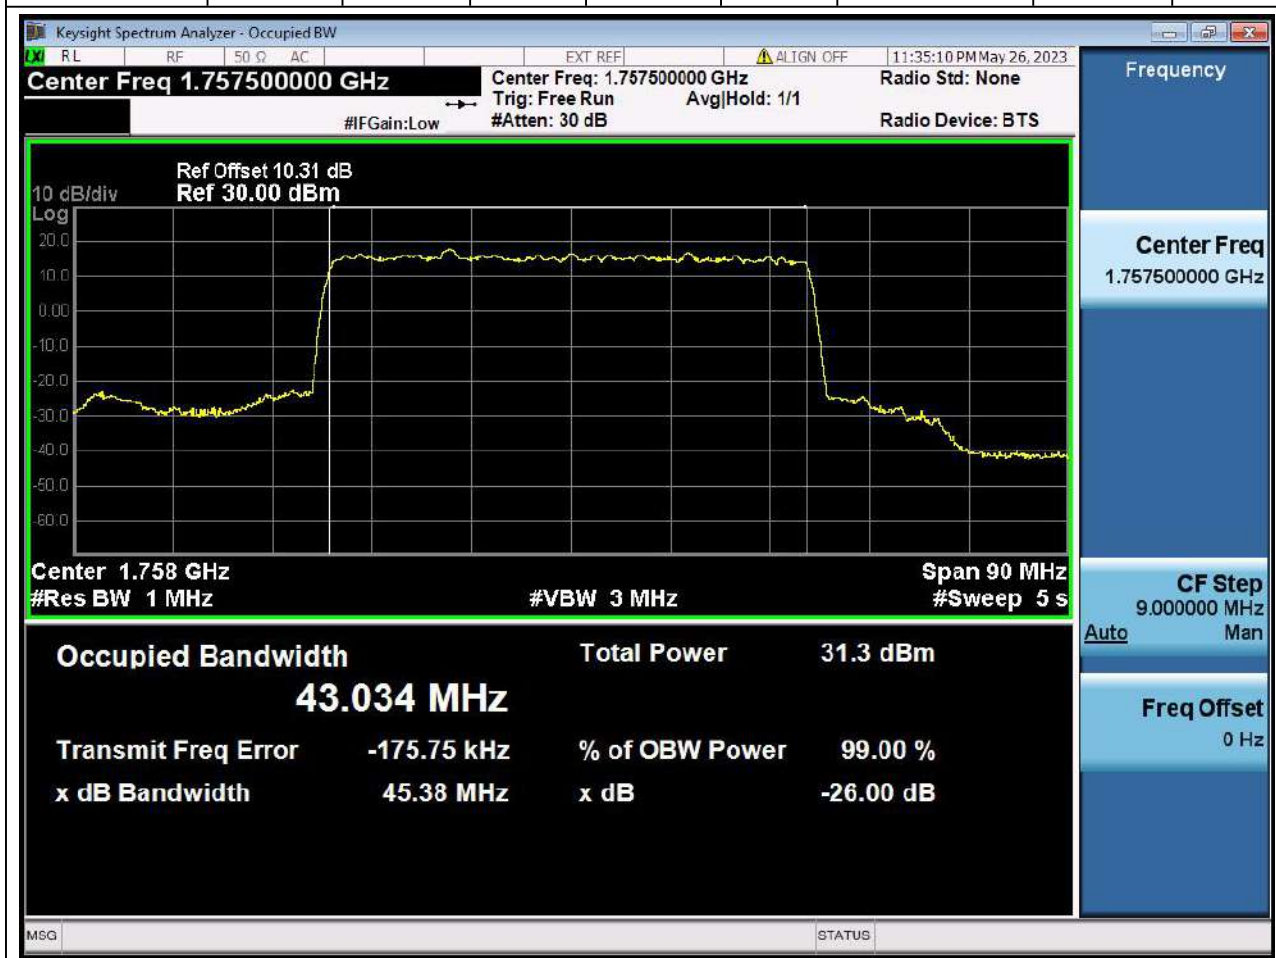 Keysight Spectrum Analyzer - Occupied BW
LXI RL RF 50 Ω AC EXT REF ALIGN OFF 11:35:10 PM May 26, 2023
Center Freq 1.757500000 GHz
Center Freq: 1.757500000 GHz
Radio Std: None
Trig: Free Run Avg|Hold: 1/1
#IFGain:Low #Atten: 30 dB Radio Device: BTS
Frequency
Ref Offset 10.31 dB
10 dB/div Ref 30.00 dBm
Log
20.0
10.0
0.00
-10.0
-20.0
-30.0
-40.0
-50.0
-60.0
Center 1.758 GHz Span 90 MHz
#Res BW 1 MHz #VBW 3 MHz #Sweep 5 s
Center Freq
1.757500000 GHz
CF Step
9.000000 MHz
Auto Man
Freq Offset
0 Hz
Occupied Bandwidth Total Power 31.3 dBm
43.034 MHz
Transmit Freq Error -175.75 kHz % of OBW Power 99.00 %
x dB Bandwidth 45.38 MHz x dB -26.00 dB
MSG STATUS